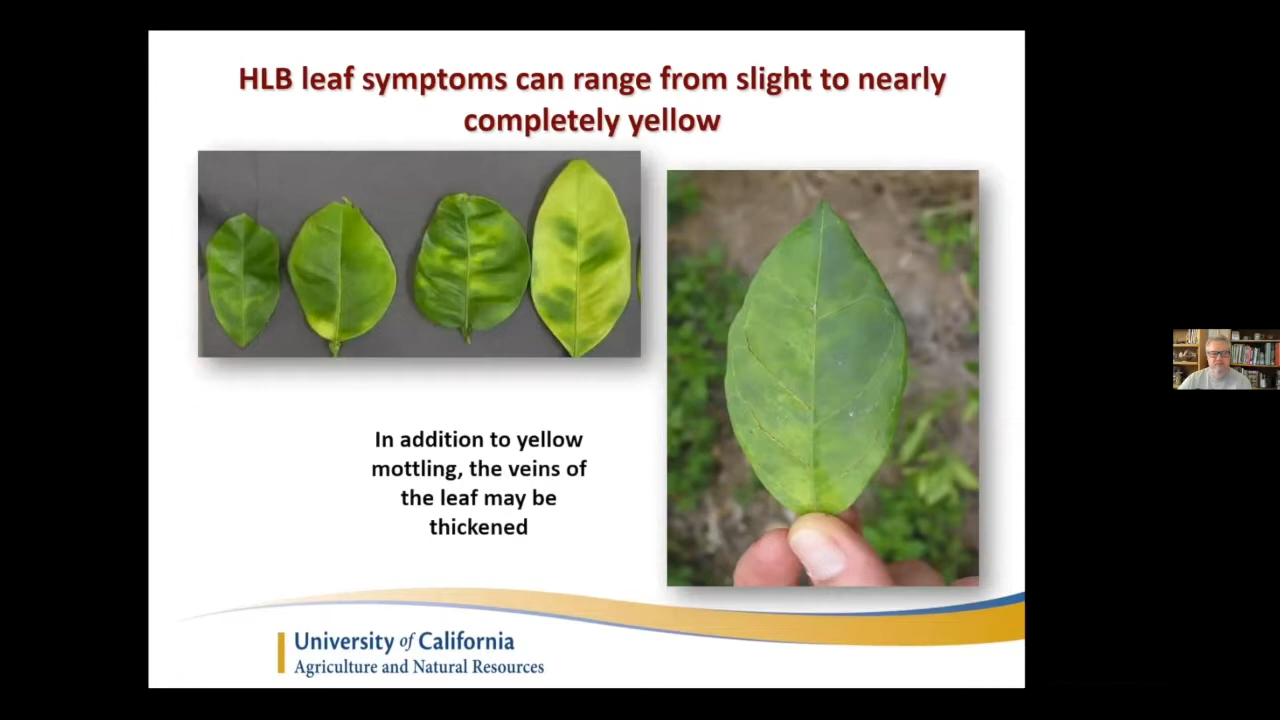 HLB leaf symptoms can range from slight to nearly
completely yellow
In addition to yellow
mottling, the veins of
the leaf may be
thickened
University of California
Agriculture and Natural Resources